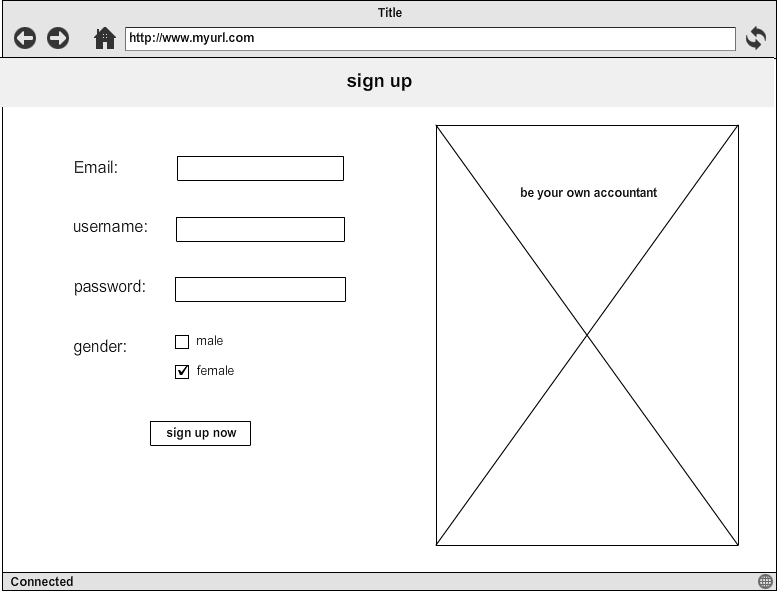 Title
http://www.myurl.com
sign up
Email:
username:
password:
gender:
male
female
sign up now
be your own accountant
Connected